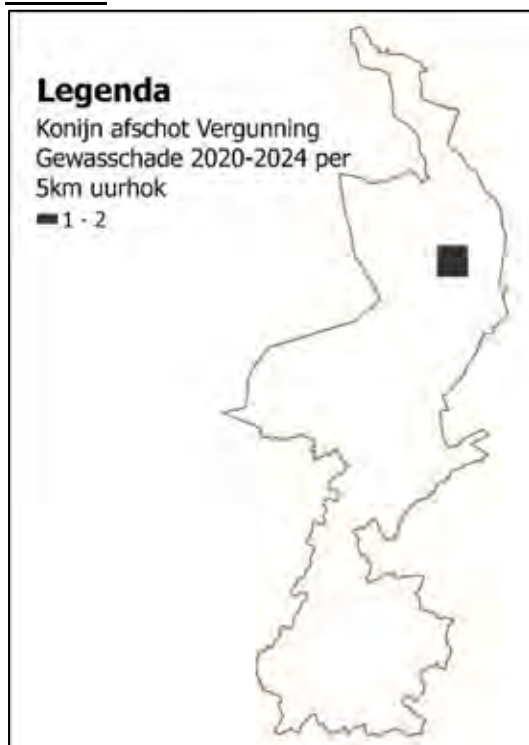 Legenda
Konijn afschot Vergunning
Gewasschade 2020-2024 per
5km uurhok
1 - 2